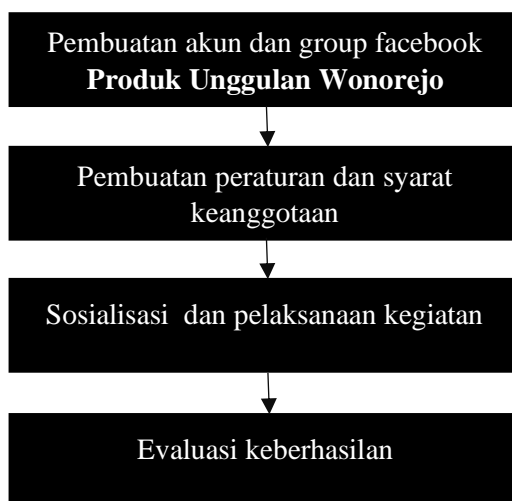 Pembuatan akun dan group facebook
Produk Unggulan Wonorejo
Pembuatan peraturan dan syarat
keanggotaan
Sosialisasi dan pelaksanaan kegiatan
Evaluasi keberhasilan